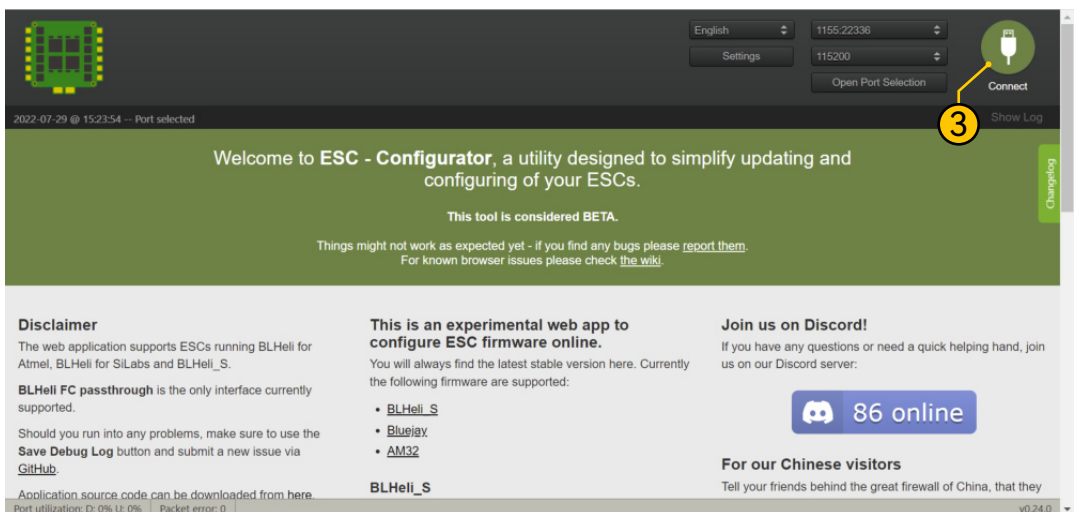 English
1155:22336
Settings
115200
Open Port Selection
Connect
3
2022-07-29 @ 15:23:54 -- Port selected
Show Log
Changelog
Welcome to ESC - Configurator, a utility designed to simplify updating and
configuring of your ESCs.
This tool is considered BETA.
Things might not work as expected yet - if you find any bugs please report them.
For known browser issues please check the wiki.
Disclaimer
The web application supports ESCs running BLHeli for
Atmel, BLHeli for SiLabs and BLHeli_S.
BLHeli FC passthrough is the only interface currently
supported.
Should you run into any problems, make sure to use the
Save Debug Log button and submit a new issue via
GitHub.
Application source code can be downloaded from here.
This is an experimental web app to
configure ESC firmware online.
You will always find the latest stable version here. Currently
the following firmware are supported:
• BLHeli_S
• Bluejay
• AM32
BLHeli_S
Join us on Discord!
If you have any questions or need a quick helping hand, join
us on our Discord server:
86 online
For our Chinese visitors
Tell your friends behind the great firewall of China, that they
Port utilization: D: 0% U: 0%
Packet error: 0
v0.24.0